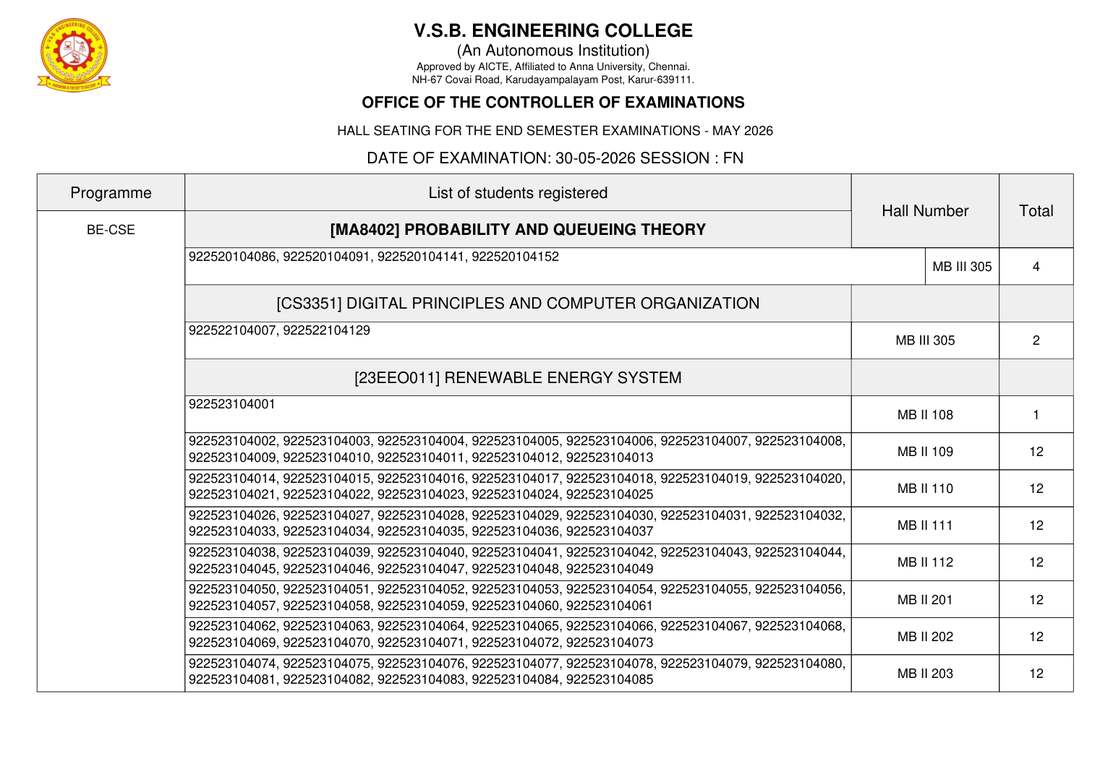 V.S.B. ENGINEERING COLLEGE
(An Autonomous Institution)
Approved by AICTE, Affiliated to Anna University, Chennai.
NH-67 Covai Road, Karudayampalayam Post, Karur-639111.
OFFICE OF THE CONTROLLER OF EXAMINATIONS
HALL SEATING FOR THE END SEMESTER EXAMINATIONS - MAY 2026
DATE OF EXAMINATION: 30-05-2026 SESSION : FN
Programme List of students registered Hall Number Total
BE-CSE [MA8402] PROBABILITY AND QUEUEING THEORY
922520104086, 922520104091, 922520104141, 922520104152 MB III 305 4
[CS3351] DIGITAL PRINCIPLES AND COMPUTER ORGANIZATION
922522104007, 922522104129 MB III 305 2
[23EEO011] RENEWABLE ENERGY SYSTEM
922523104001 MB II 108 1
922523104002, 922523104003, 922523104004, 922523104005, 922523104006, 922523104007, 922523104008,
922523104009, 922523104010, 922523104011, 922523104012, 922523104013 MB II 109 12
922523104014, 922523104015, 922523104016, 922523104017, 922523104018, 922523104019, 922523104020,
922523104021, 922523104022, 922523104023, 922523104024, 922523104025 MB II 110 12
922523104026, 922523104027, 922523104028, 922523104029, 922523104030, 922523104031, 922523104032,
922523104033, 922523104034, 922523104035, 922523104036, 922523104037 MB II 111 12
922523104038, 922523104039, 922523104040, 922523104041, 922523104042, 922523104043, 922523104044,
922523104045, 922523104046, 922523104047, 922523104048, 922523104049 MB II 112 12
922523104050, 922523104051, 922523104052, 922523104053, 922523104054, 922523104055, 922523104056,
922523104057, 922523104058, 922523104059, 922523104060, 922523104061 MB II 201 12
922523104062, 922523104063, 922523104064, 922523104065, 922523104066, 922523104067, 922523104068,
922523104069, 922523104070, 922523104071, 922523104072, 922523104073 MB II 202 12
922523104074, 922523104075, 922523104076, 922523104077, 922523104078, 922523104079, 922523104080,
922523104081, 922523104082, 922523104083, 922523104084, 922523104085 MB II 203 12